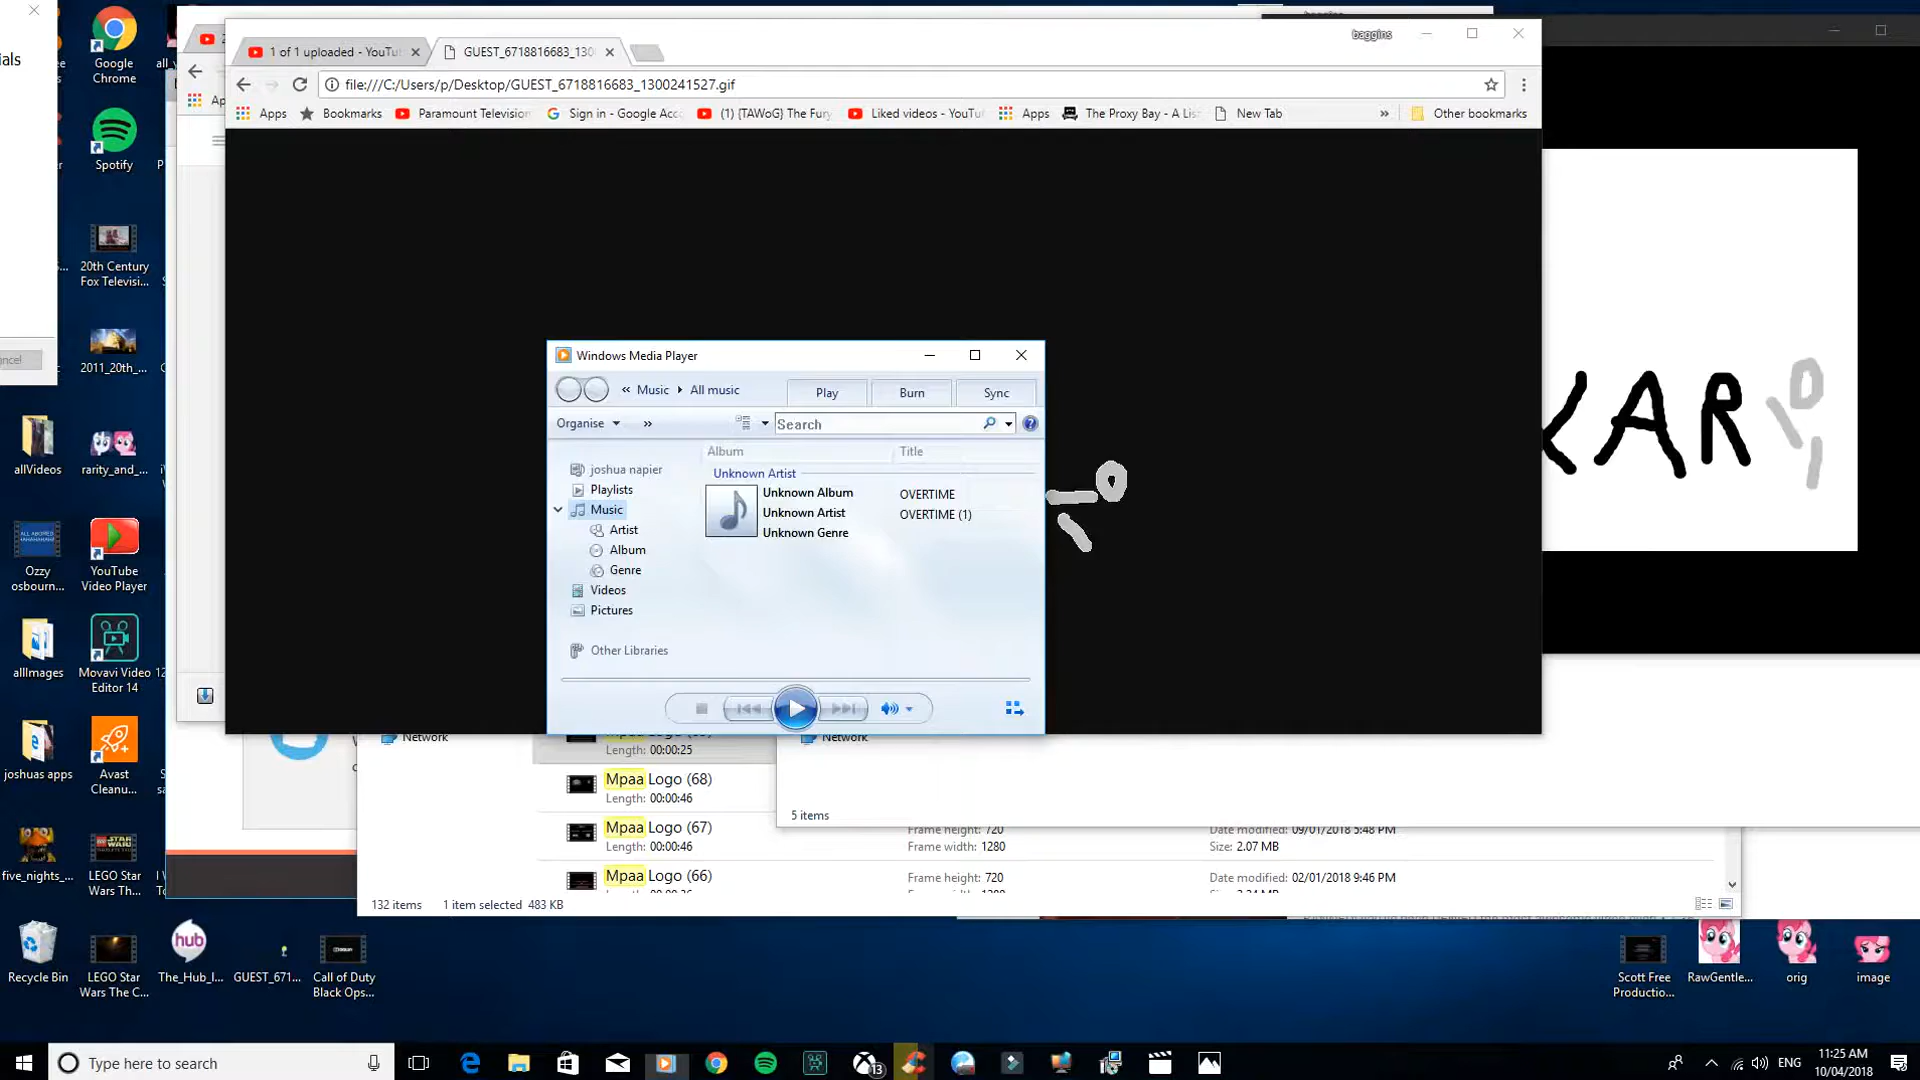 ials
ncel
Google
Chrome
Spotify
20th Century
Fox Televisi...
2011_20th_...
allVideos
rarity_and_...
Ozzy
osbourn...
YouTube
Video Player
allImages
Movavi Video
Editor 14
joshuas apps
Avast
Cleanu...
five_nights_...
LEGO Star
Wars Th...
Recycle Bin
LEGO Star
Wars The C...
The_Hub_I...
GUEST_671...
Call of Duty
Black Ops...
baggins
1 of 1 uploaded - YouTu
GUEST_6718816683_130
file:///C:/Users/p/Desktop/GUEST_6718816683_1300241527.gif
Apps
Bookmarks
Paramount Television
Sign in - Google Acc
(1) {TAWoG} The Fury
Liked videos - YouTu
Apps
The Proxy Bay - A Lis
New Tab
»
Other bookmarks
Windows Media Player
« Music All music
Play
Burn
Sync
Organise
»
Search
Album
Title
joshua napier
Playlists
Music
Artist
Album
Genre
Videos
Pictures
Other Libraries
Unknown Artist
Unknown Album
Unknown Artist
Unknown Genre
OVERTIME
OVERTIME (1)
KAR
Network
Network
Length: 00:00:25
Mpaa Logo (68)
Length: 00:00:46
5 items
Mpaa Logo (67)
Length: 00:00:46
Frame height: 720
Frame width: 1280
Date modified: 09/01/2018 5:48 PM
Size: 2.07 MB
Mpaa Logo (66)
Frame height: 720
Date modified: 02/01/2018 9:46 PM
132 items
1 item selected 483 KB
Scott Free
Productio...
RawGentle...
orig
image
Type here to search
13
ENG
11:25 AM
10/04/2018